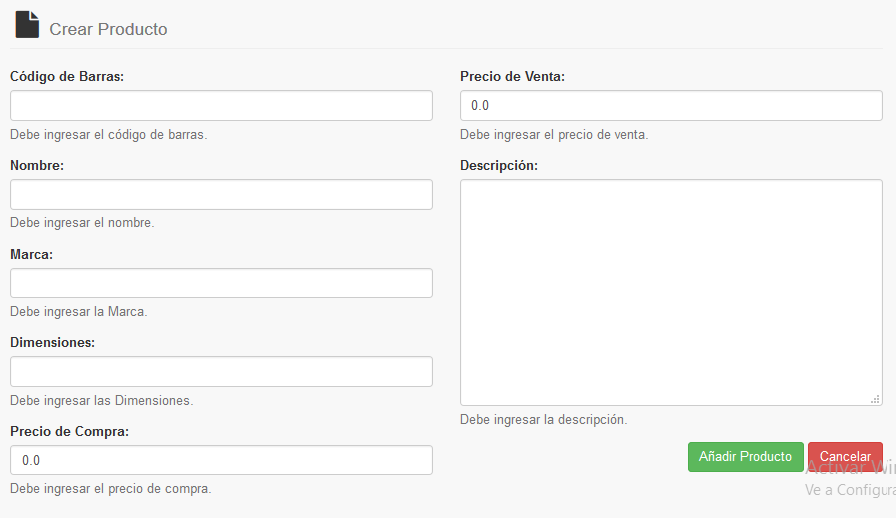 Crear Producto
Código de Barras:
Debe ingresar el código de barras.
Nombre:
Debe ingresar el nombre.
Marca:
Debe ingresar la Marca.
Dimensiones:
Debe ingresar las Dimensiones.
Precio de Compra:
0.0
Debe ingresar el precio de compra.
Precio de Venta:
0.0
Debe ingresar el precio de venta.
Descripción:
Debe ingresar la descripción.
Añadir Producto Cancelar
Activar Win
Ve a Configura